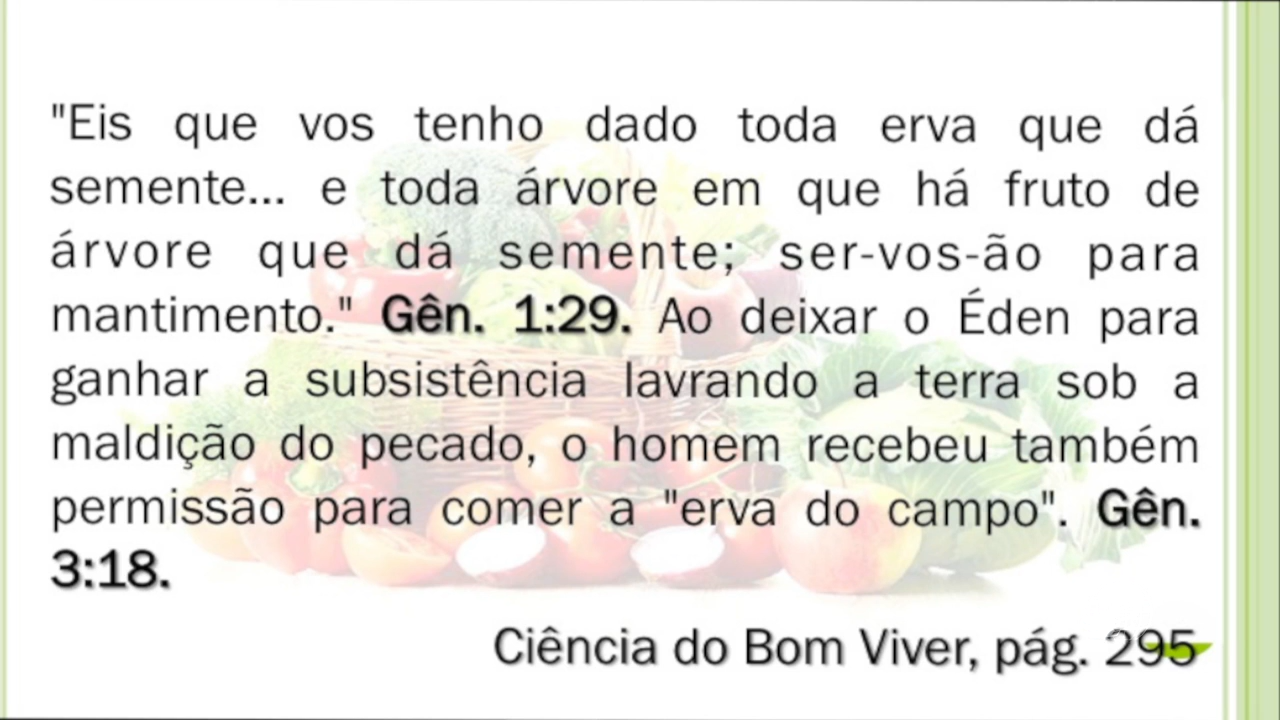 "Eis que vos tenho dado toda erva que dá
semente... e toda árvore em que há fruto de
árvore que dá semente; ser-vos-ão para
mantimento." Gên. 1:29. Ao deixar o Éden para
ganhar a subsistência lavrando a terra sob a
maldição do pecado, o homem recebeu também
permissão para comer a "erva do campo". Gên.
3:18.
Ciência do Bom Viver, pág. 295